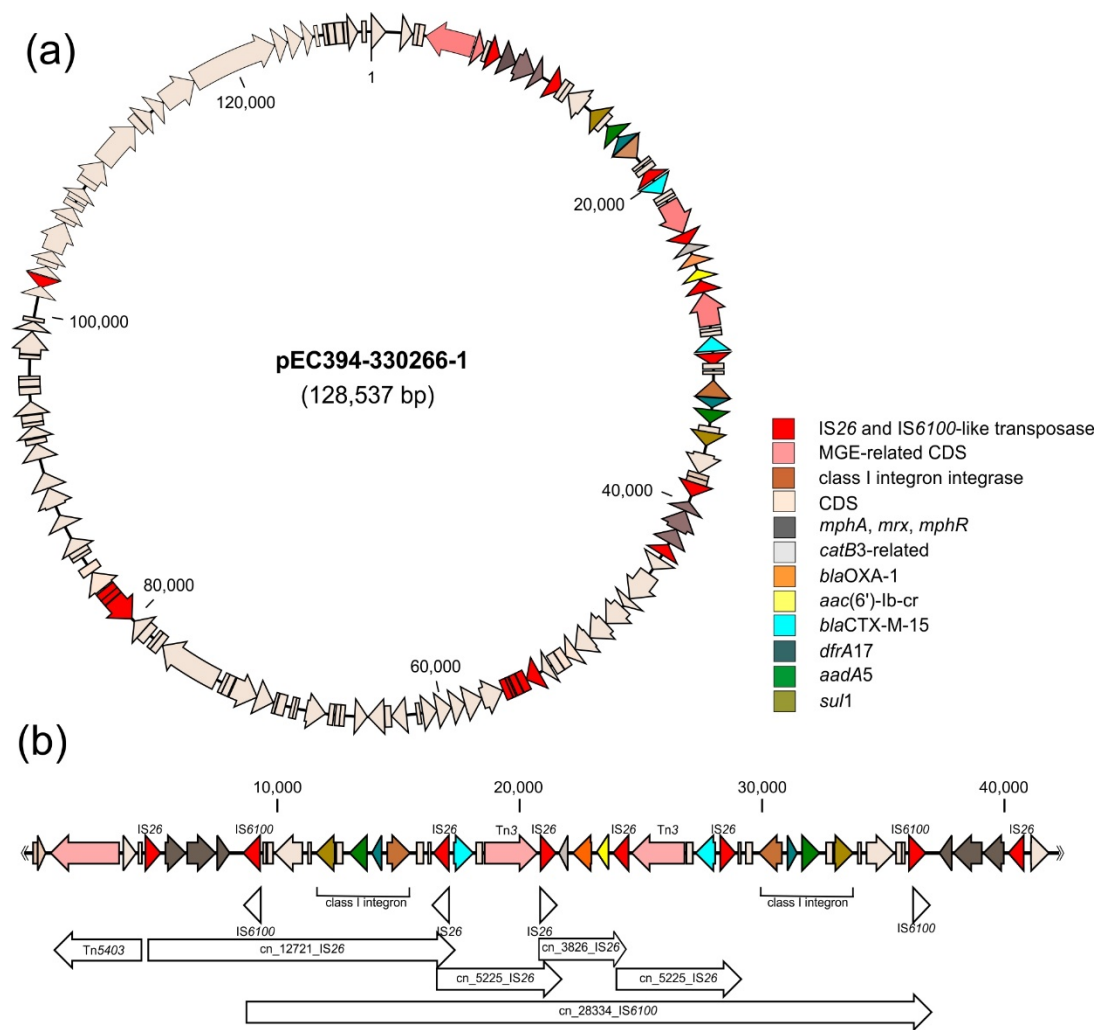 (a)
1
20,000
40,000
60,000
80,000
100,000
120,000
pEC394-330266-1
(128,537 bp)
IS26 and IS6100-like transposase
MGE-related CDS
class I integron integrase
CDS
mphA, mrx, mphR
catB3-related
blaOXA-1
aac(6')-Ib-cr
blaCTX-M-15
dfrA17
aadA5
sul1
(b)
10,000 20,000 30,000 40,000
IS26 IS6100 IS26 Tn3 IS26 IS26 Tn3 IS26 IS6100 IS26
class I integron class I integron
IS6100 IS26 IS26 IS6100
Tn5403 cn_12721_IS26 cn_3826_IS26
cn_5225_IS26 cn_5225_IS26
cn_28334_IS6100